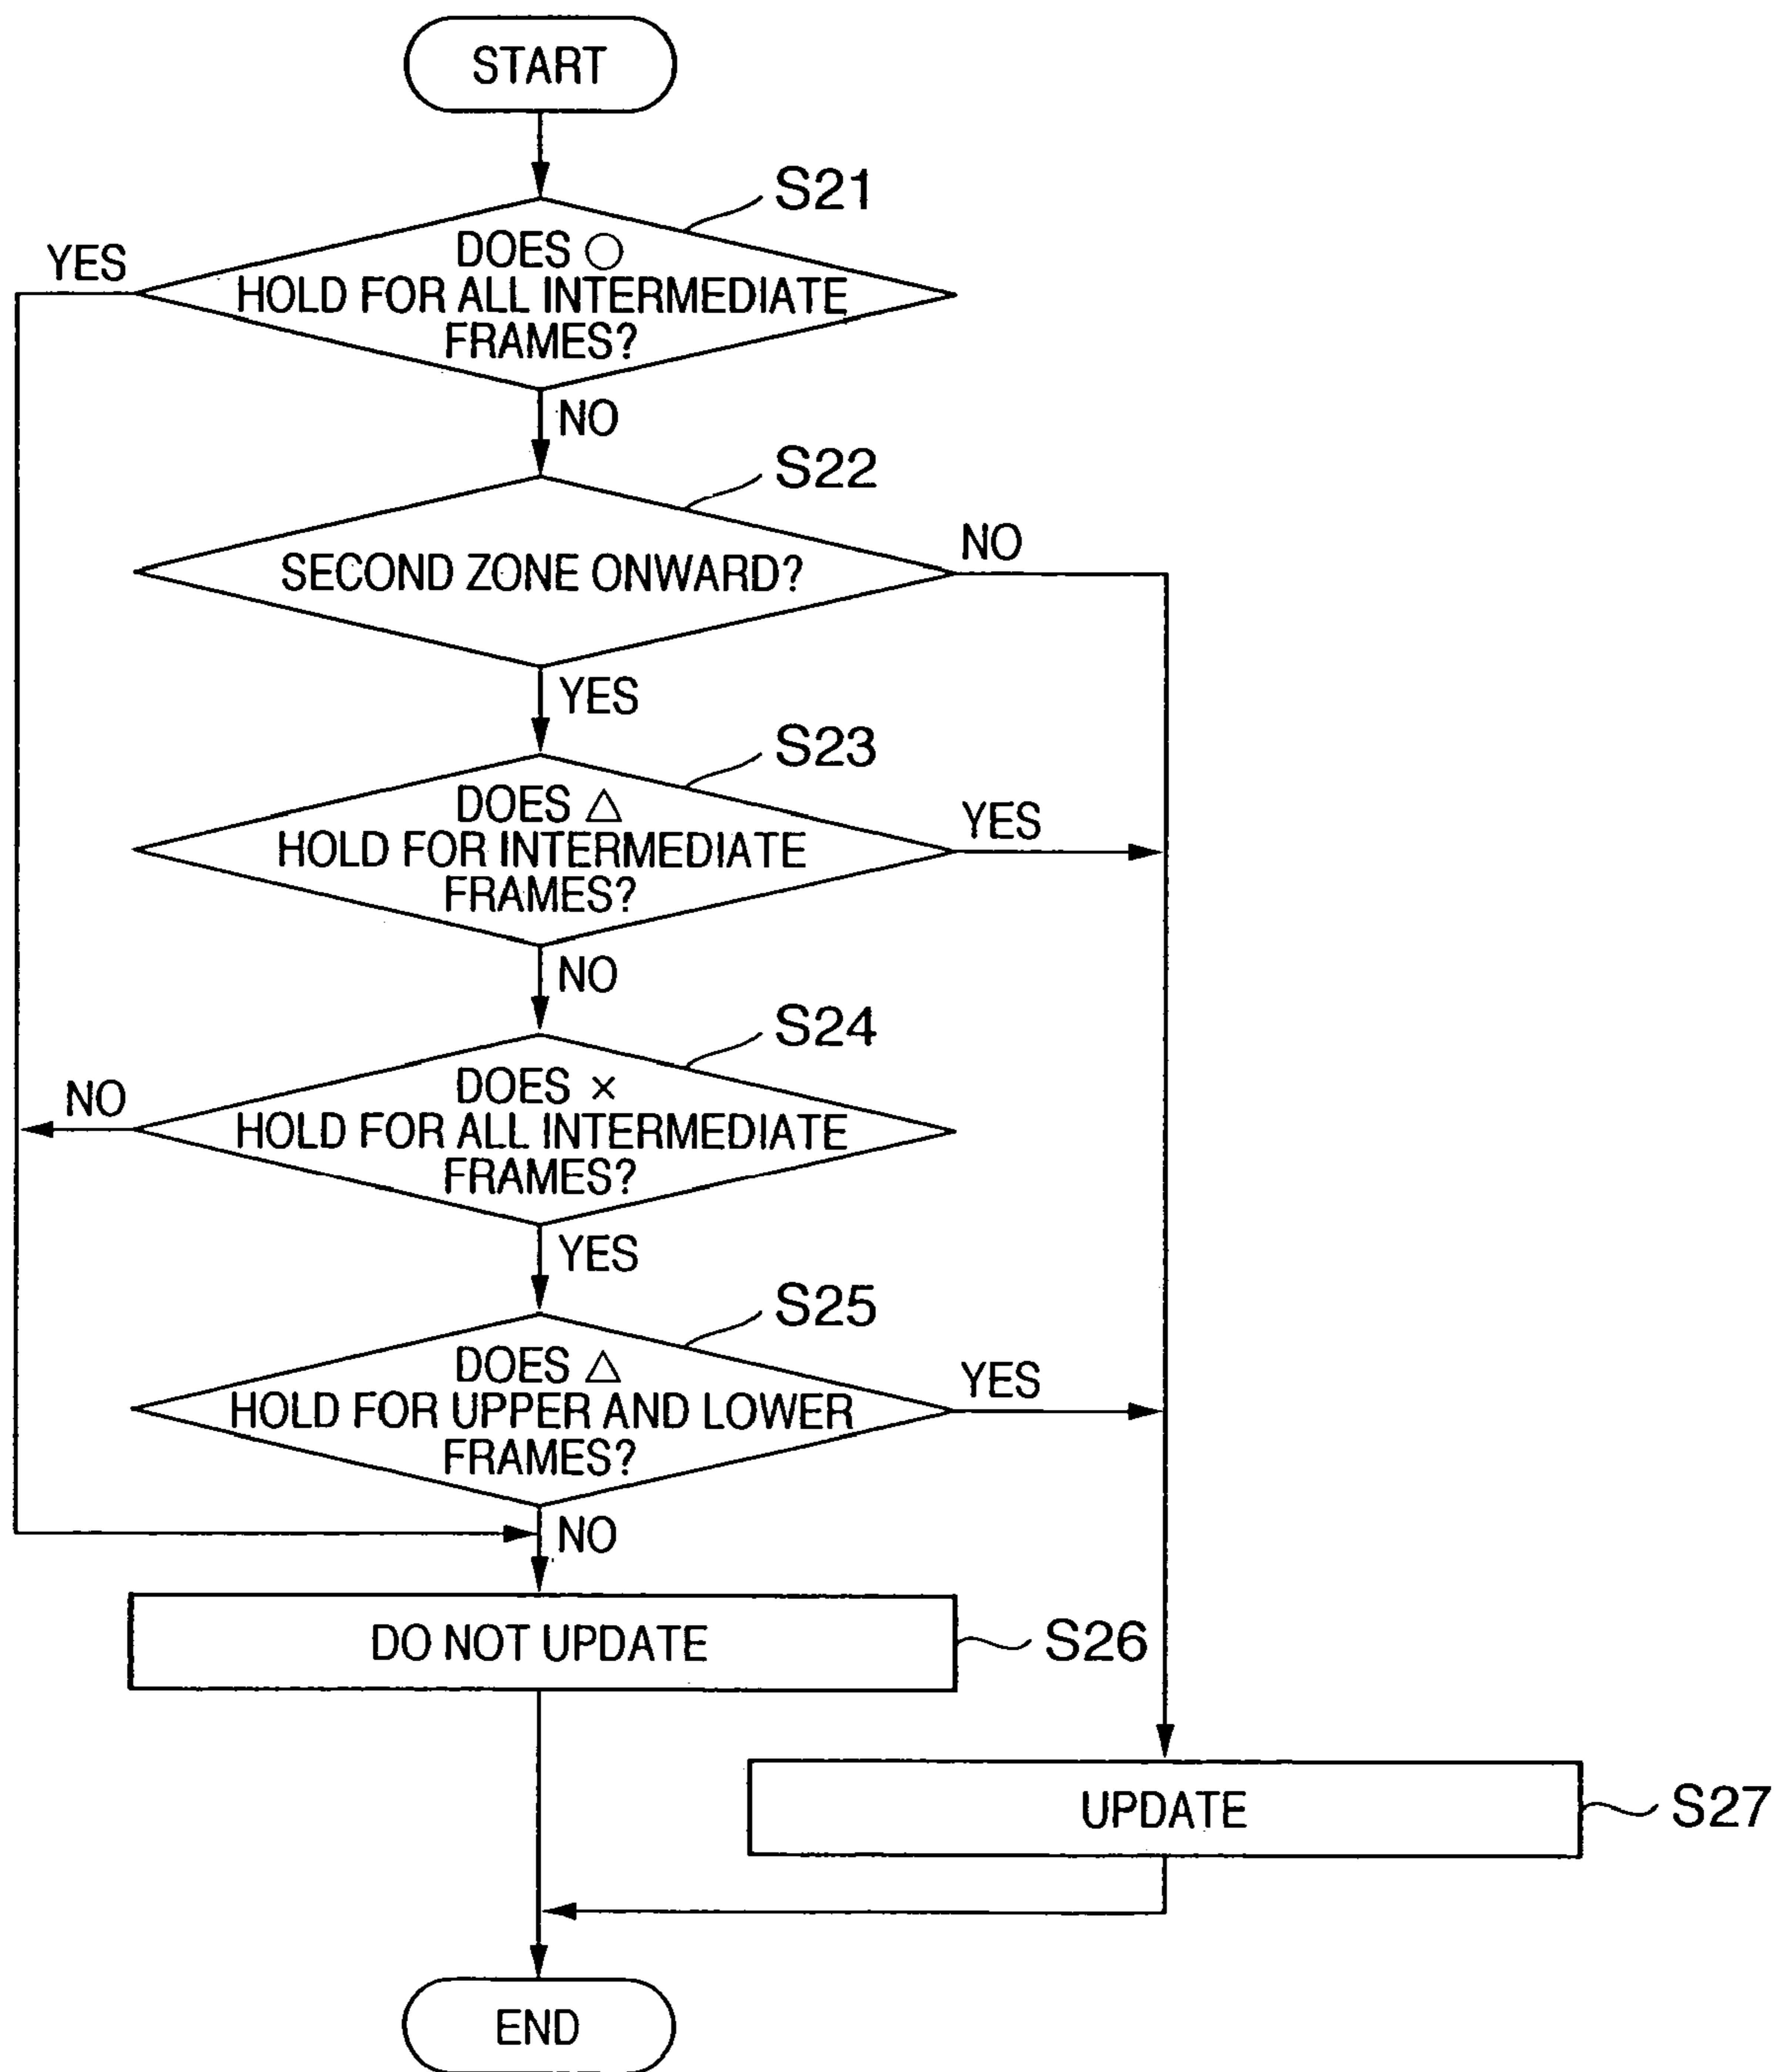 START
S21
YES
DOES ○
HOLD FOR ALL INTERMEDIATE
FRAMES?
NO
S22
NO
SECOND ZONE ONWARD?
YES
S23
DOES △
HOLD FOR INTERMEDIATE
FRAMES?
YES
NO
S24
NO
DOES ×
HOLD FOR ALL INTERMEDIATE
FRAMES?
YES
S25
DOES △
HOLD FOR UPPER AND LOWER
FRAMES?
YES
NO
DO NOT UPDATE
S26
UPDATE
S27
END